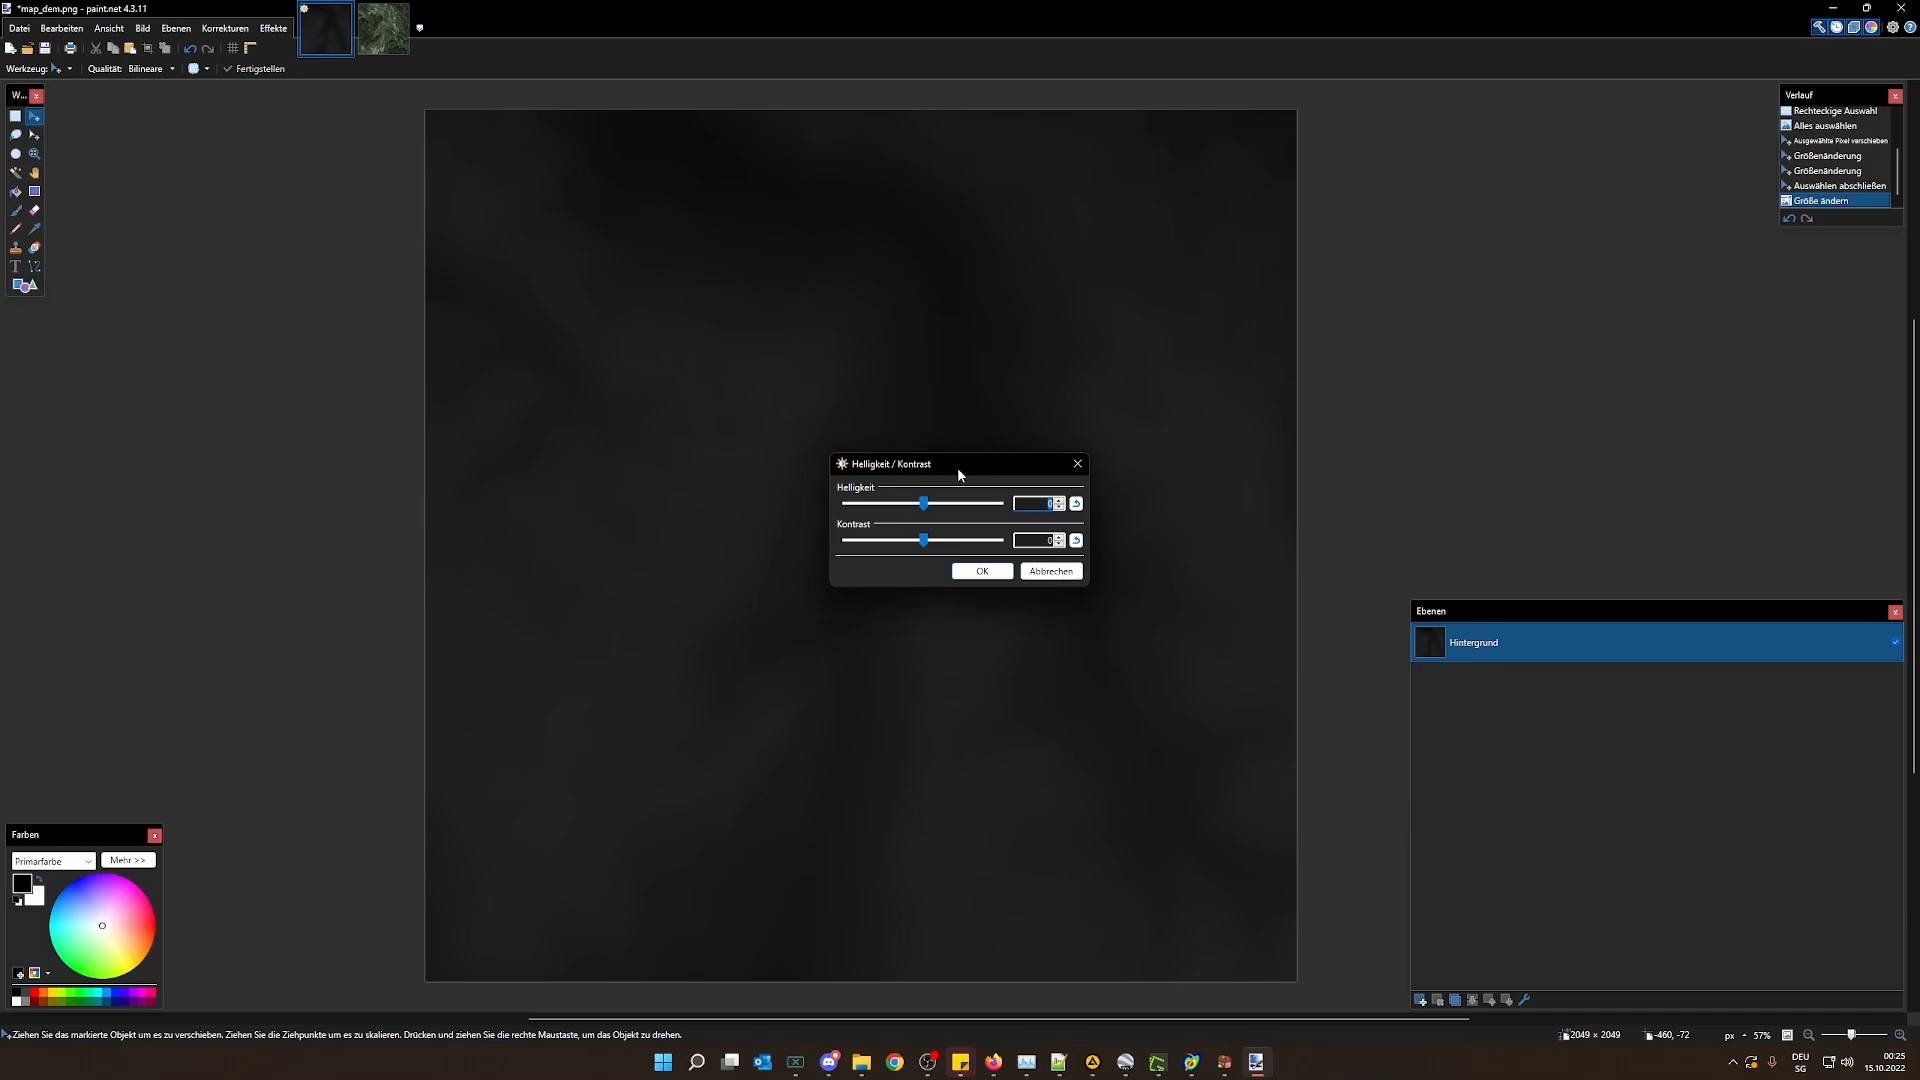 *map_dem.png - paint.net 4.3.11
Datei Bearbeiten Ansicht Bild Ebenen Korrekturen Effekte
Werkzeug: Qualität: Bilineare Fertigstellen
W...
Verlauf
Rechteckige Auswahl
Alles auswählen
Ausgewählte Pixel verschieben
Größenänderung
Größenänderung
Auswählen abschließen
Größe ändern
T
Helligkeit / Kontrast
Helligkeit
0
Kontrast
0
OK Abbrechen
Ebenen
Hintergrund
Farben
Primärfarbe Mehr >>
Ziehen Sie das markierte Objekt um es zu verschieben. Ziehen Sie die Ziehpunkte um es zu skalieren. Drücken und ziehen Sie die rechte Maustaste, um das Objekt zu drehen.
2049 × 2049 -460, -72 px 57%
DEU
SG
00:25
15.10.2022